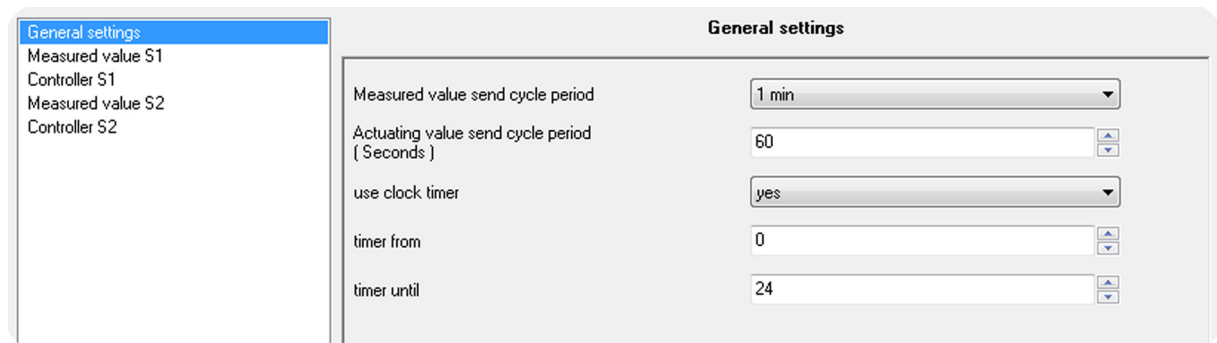 General settings
Measured value S1
Controller S1
Measured value S2
Controller S2
General settings
Measured value send cycle period
1 min
Actuating value send cycle period
( Seconds )
60
use clock timer
yes
timer from
0
timer until
24